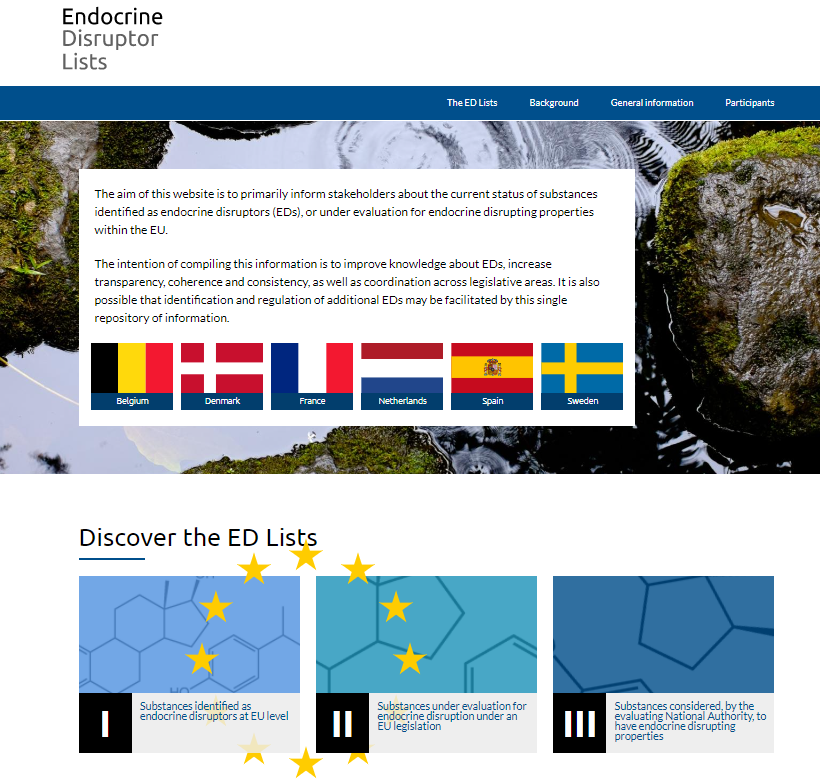 Endocrine
Disruptor
Lists
The ED Lists Background General information Participants
The aim of this website is to primarily inform stakeholders about the current status of substances
identified as endocrine disruptors (EDs), or under evaluation for endocrine disrupting properties
within the EU.
The intention of compiling this information is to improve knowledge about EDs, increase
transparency, coherence and consistency, as well as coordination across legislative areas. It is also
possible that identification and regulation of additional EDs may be facilitated by this single
repository of information.
Belgium Denmark France Netherlands Spain Sweden
Discover the ED Lists
OH
HO
I
Substances identified as
endocrine disruptors at EU level
II
Substances under evaluation for
endocrine disruption under an
EU legislation
III
Substances considered, by the
evaluating National Authority, to
have endocrine disrupting
properties